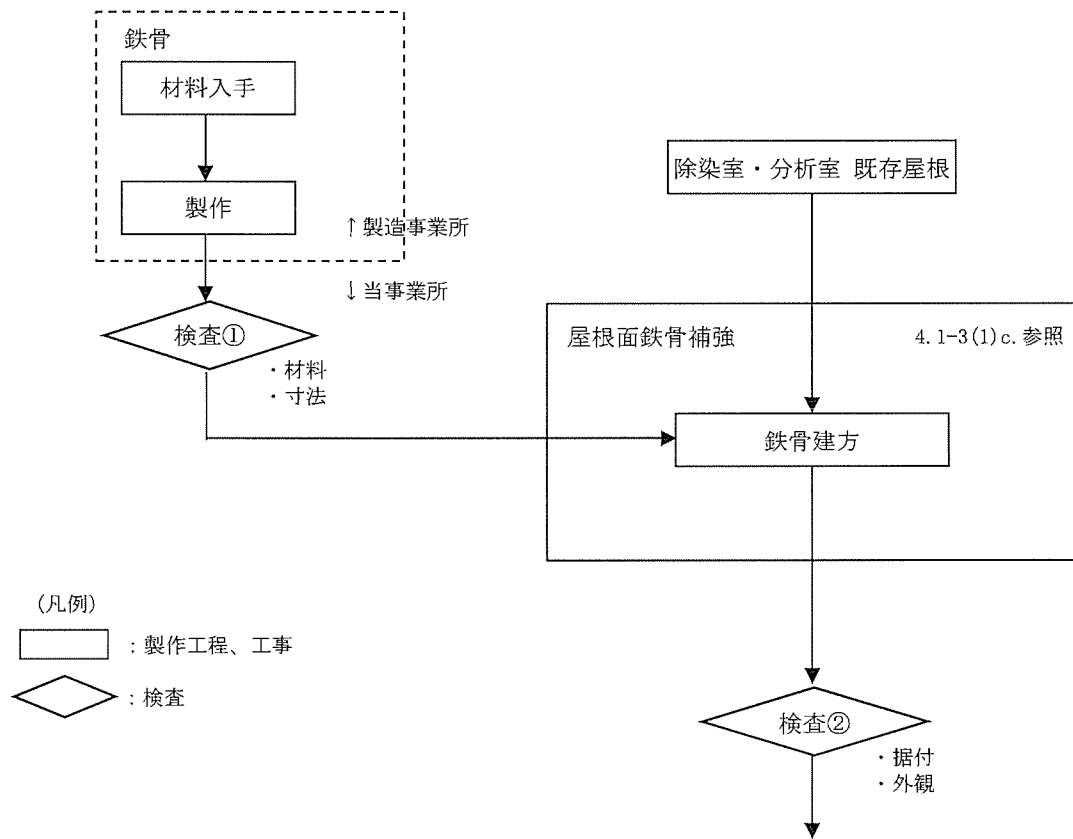 鉄骨
材料入手
製作
↑製造事業所
↓当事業所
検査①
・材料
・寸法
除染室・分析室 既存屋根
屋根面鉄骨補強
4.1-3(1)c.参照
鉄骨建方
(凡例)
：製作工程、工事
：検査
検査②
・据付
・外観